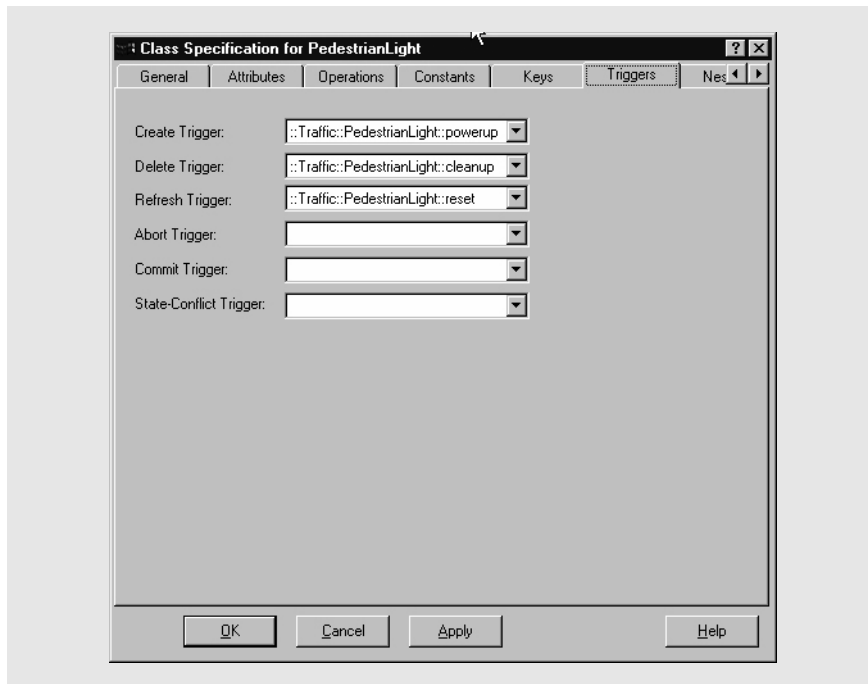 Class Specification for PedestrianLight
General Attributes Operations Constants Keys Triggers Nes
Create Trigger: ::Traffic::PedestrianLight::powerup
Delete Trigger: ::Traffic::PedestrianLight::cleanup
Refresh Trigger: ::Traffic::PedestrianLight::reset
Abort Trigger:
Commit Trigger:
State-Conflict Trigger:
OK Cancel Apply Help